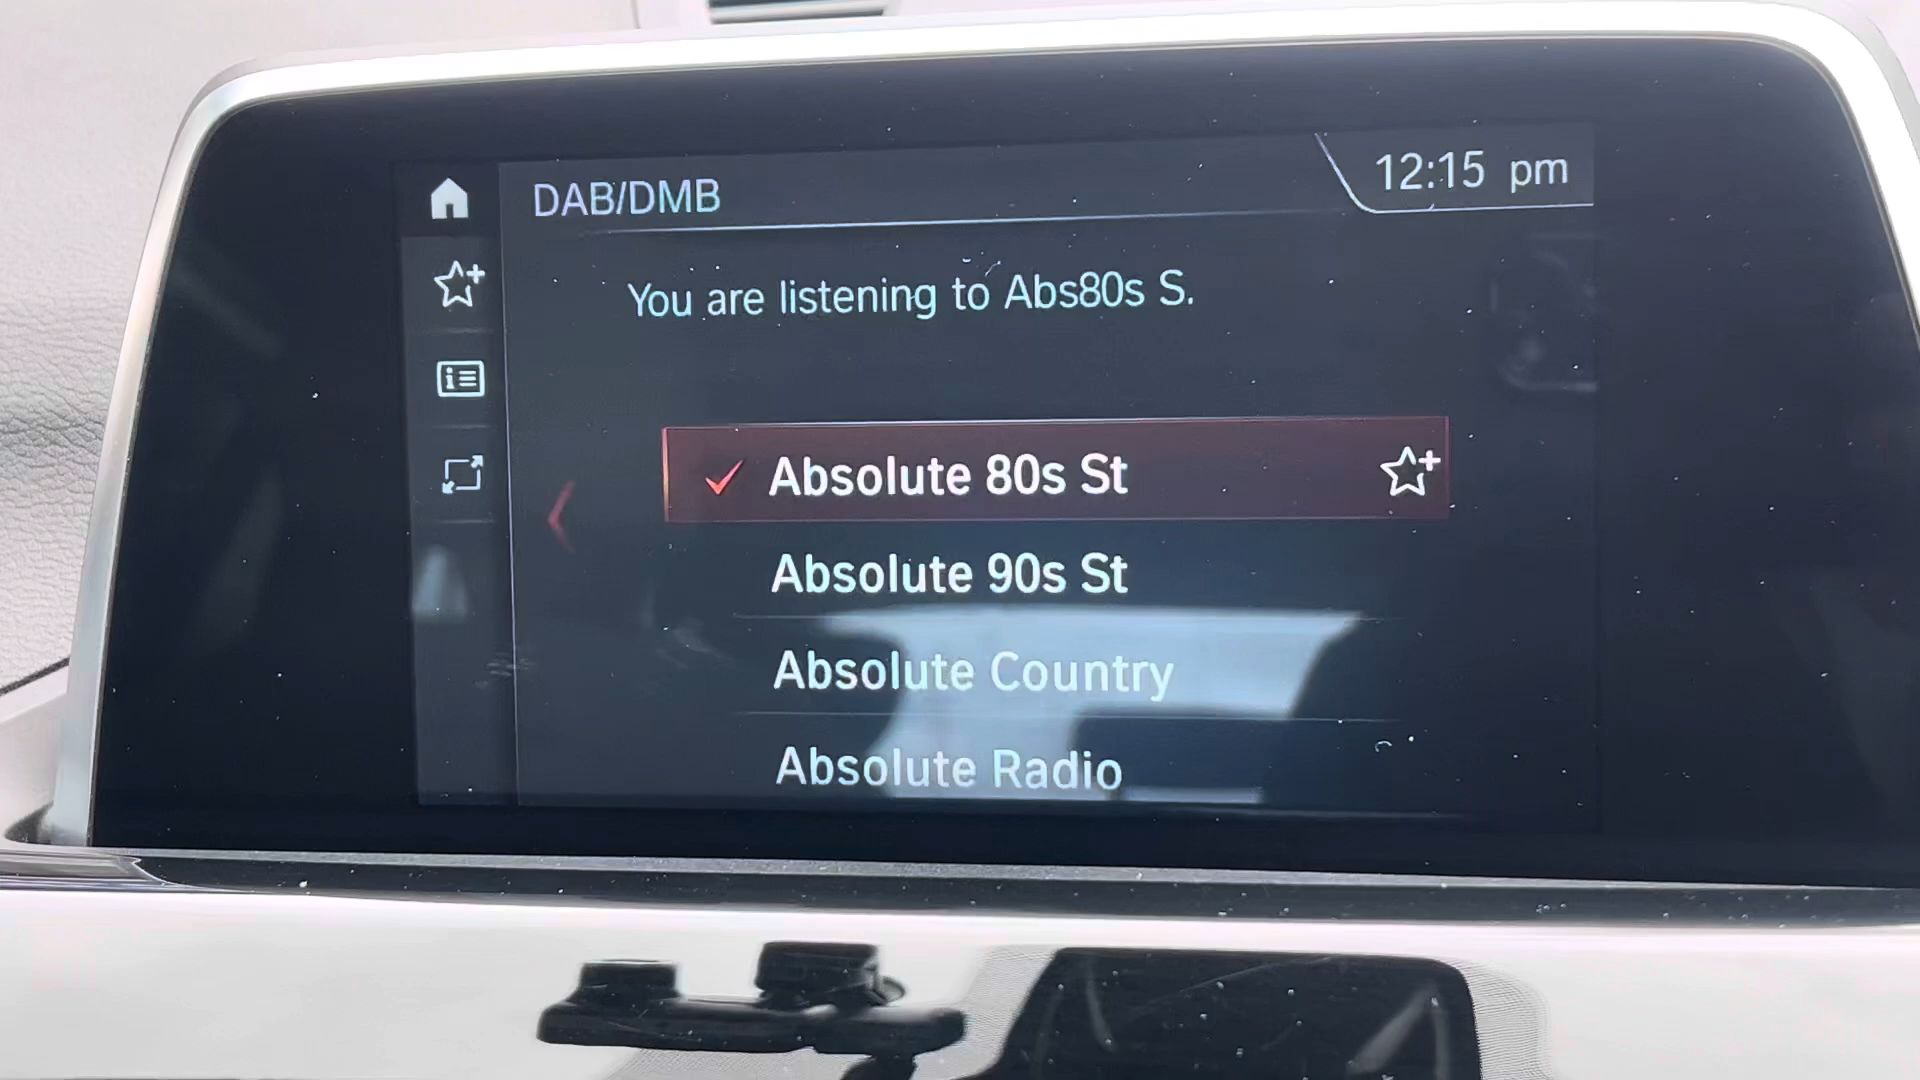 DAB/DMB
12:15 pm
You are listening to Abs80s S.
Absolute 80s St
Absolute 90s St
Absolute Country
Absolute Radio